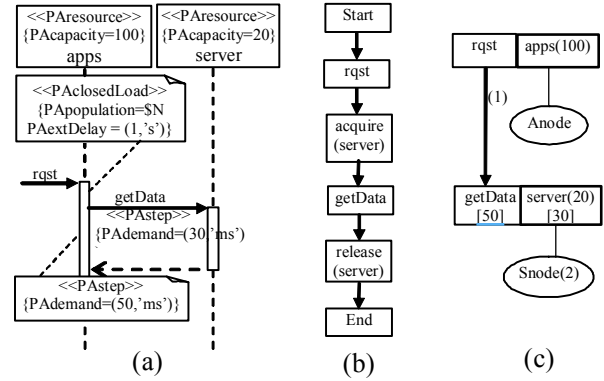 <<PAresource>>
{PAcapacity=100}
apps
<<PAresource>>
{PAcapacity=20}
server
<<PAclosedLoad>>
{PApopulation=$N
PAextDelay = (1,'s')}
rqst
getData
<<PAstep>>
{PAdemand=(30,'ms')
<<PAstep>>
{PAdemand=(50,'ms')}
(a)
Start
rqst
acquire
(server)
getData
release
(server)
End
(b)
rqst
apps(100)
(1)
Anode
getData
[50]
server(20)
[30]
Snode(2)
(c)